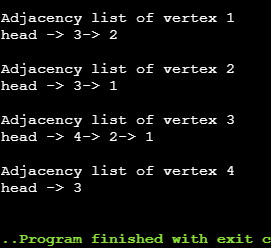 Adjacency list of vertex 1
head -> 3-> 2
Adjacency list of vertex 2
head -> 3-> 1
Adjacency list of vertex 3
head -> 4-> 2-> 1
Adjacency list of vertex 4
head -> 3
..Program finished with exit c